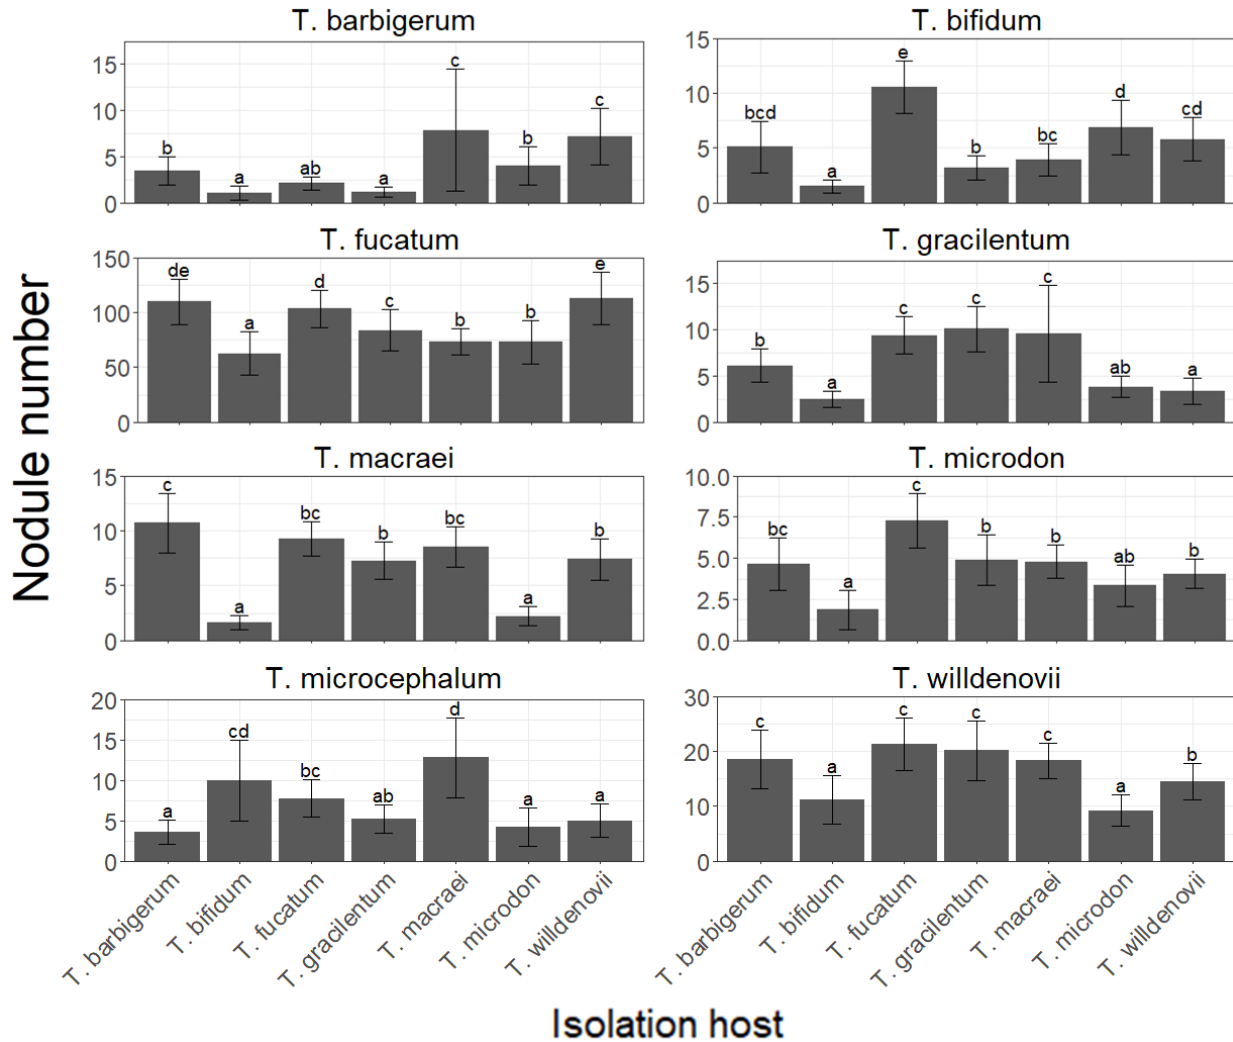 T. barbigerum
15
10
5
0
b
a
ab
a
c
b
c
T. bifidum
15
10
5
0
bcd
a
e
b
bc
d
cd
T. fucatum
150
100
50
0
de
a
d
c
b
b
e
T. gracilentum
15
10
5
0
b
a
c
c
c
ab
a
T. macraei
15
10
5
0
c
a
bc
b
bc
a
b
T. microdon
10.0
7.5
5.0
2.5
0.0
bc
a
c
b
b
ab
b
T. microcephalum
20
15
10
5
0
a
cd
bc
ab
d
a
a
T. willdenovii
30
20
10
0
c
a
c
c
c
a
b
T. barbigerum
T. bifidum
T. fucatum
T. gracilentum
T. macraei
T. microdon
T. willdenovii
T. barbigerum
T. bifidum
T. fucatum
T. gracilentum
T. macraei
T. microdon
T. willdenovii
Nodule number
Isolation host